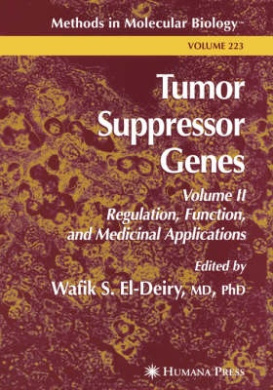 Methods in Molecular Biology™
VOLUME 223
Tumor
Suppressor
Genes
Volume II
Regulation, Function,
and Medicinal Applications
Edited by
Wafik S. El-Deiry, MD, PhD
HUMANA PRESS